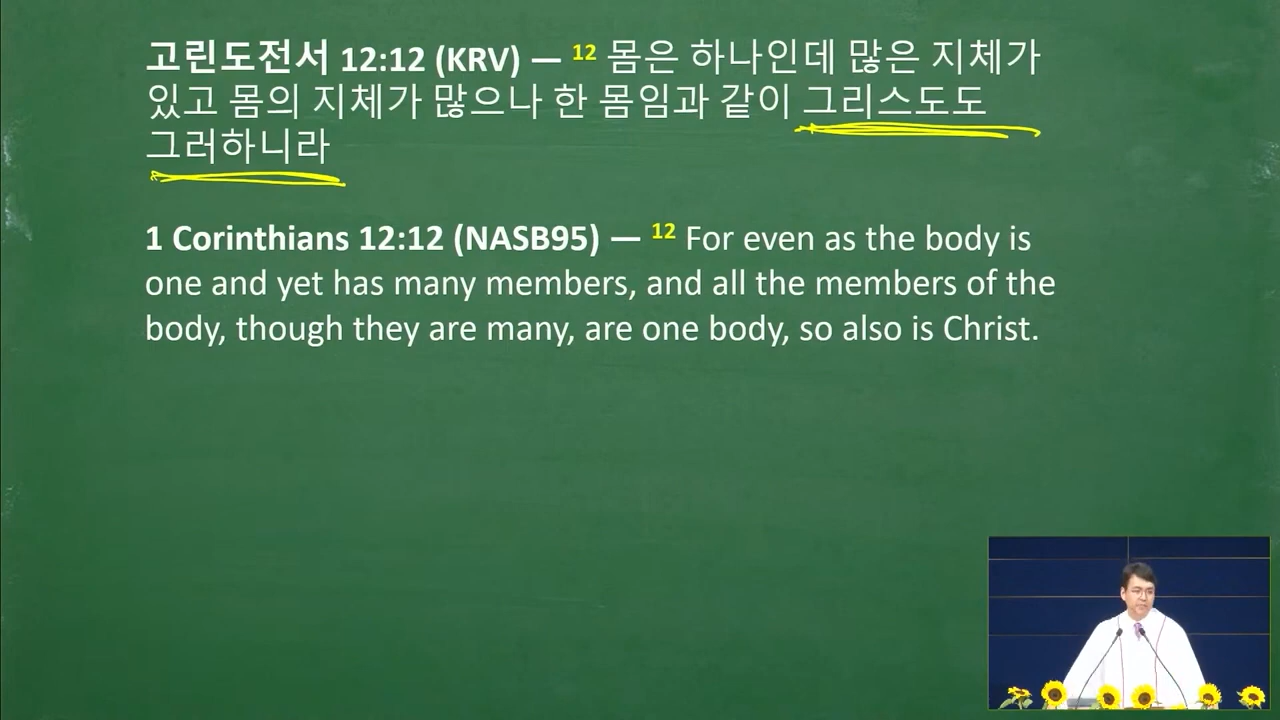 고린도전서 12:12 (KRV) — 12 몸은 하나인데 많은 지체가
있고 몸의 지체가 많으나 한 몸임과 같이 그리스도도
그러하니라
1 Corinthians 12:12 (NASB95) — 12 For even as the body is
one and yet has many members, and all the members of the
body, though they are many, are one body, so also is Christ.